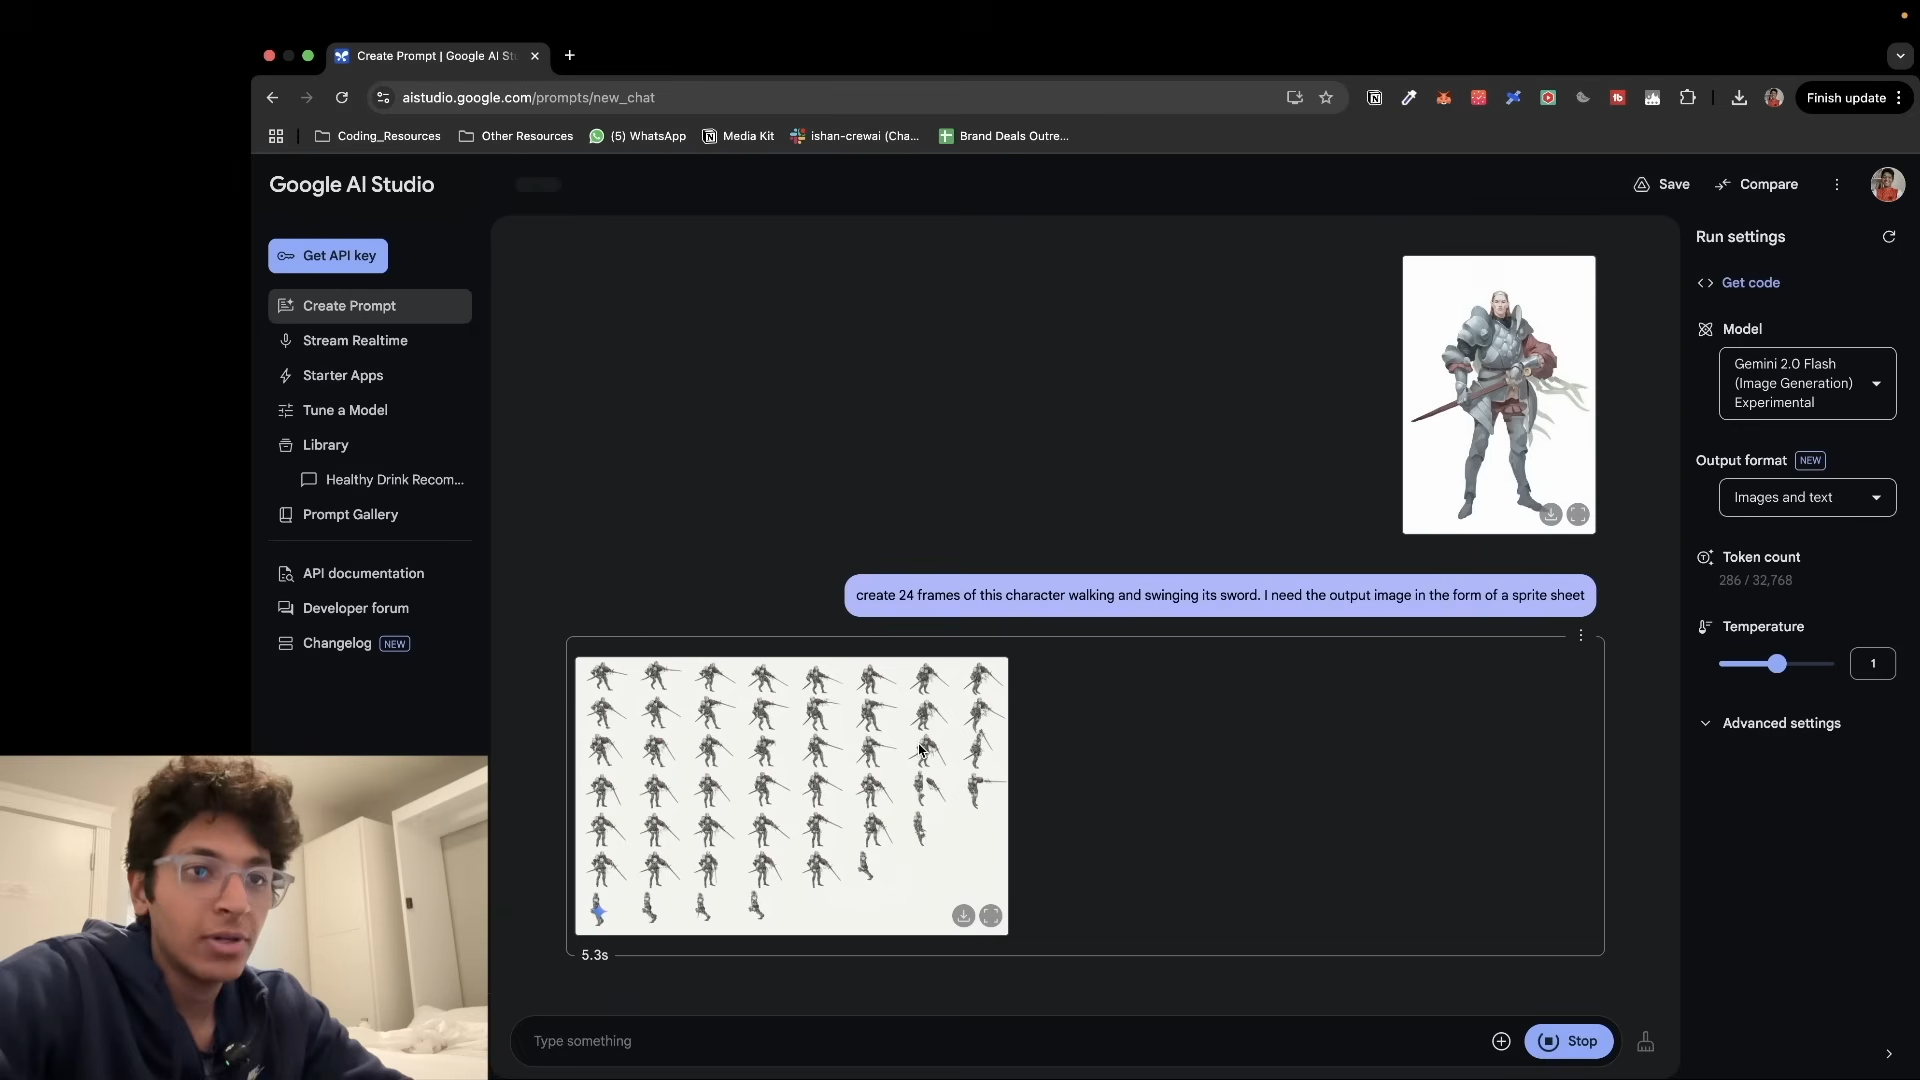 Create Prompt | Google AI St
aistudio.google.com/prompts/new_chat
Finish update
Coding_Resources
Other Resources
(5) WhatsApp
Media Kit
ishan-crewai (Cha...
Brand Deals Outre...
Google AI Studio
Save
Compare
Get API key
Create Prompt
Stream Realtime
Starter Apps
Tune a Model
Library
Healthy Drink Recom...
Prompt Gallery
API documentation
Developer forum
Changelog NEW
create 24 frames of this character walking and swinging its sword. I need the output image in the form of a sprite sheet
5.3s
Type something
Stop
Run settings
Get code
Model
Gemini 2.0 Flash
(Image Generation)
Experimental
Output format NEW
Images and text
Token count
286 / 32,768
Temperature
1
Advanced settings